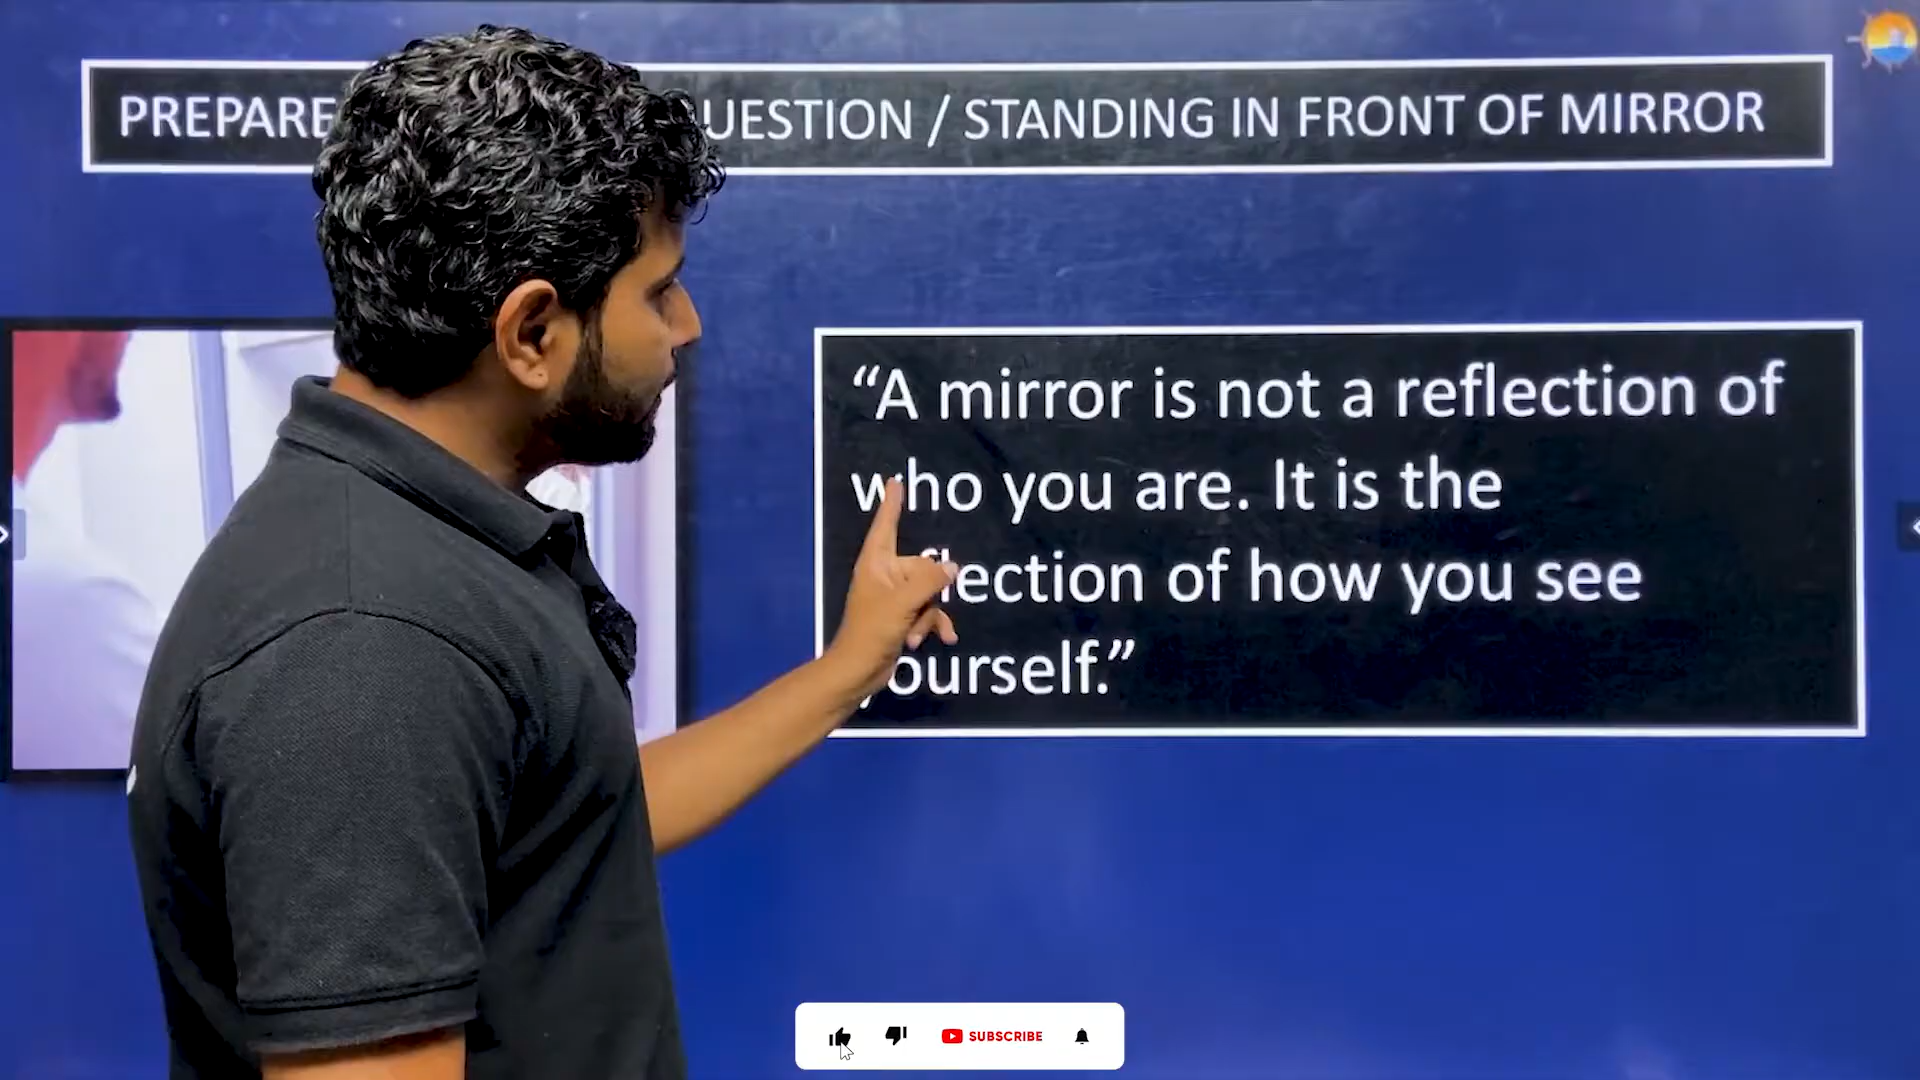 PREPARE UESTION / STANDING IN FRONT OF MIRROR
“A mirror is not a reflection of
who you are. It is the
reflection of how you see
yourself.”
SUBSCRIBE